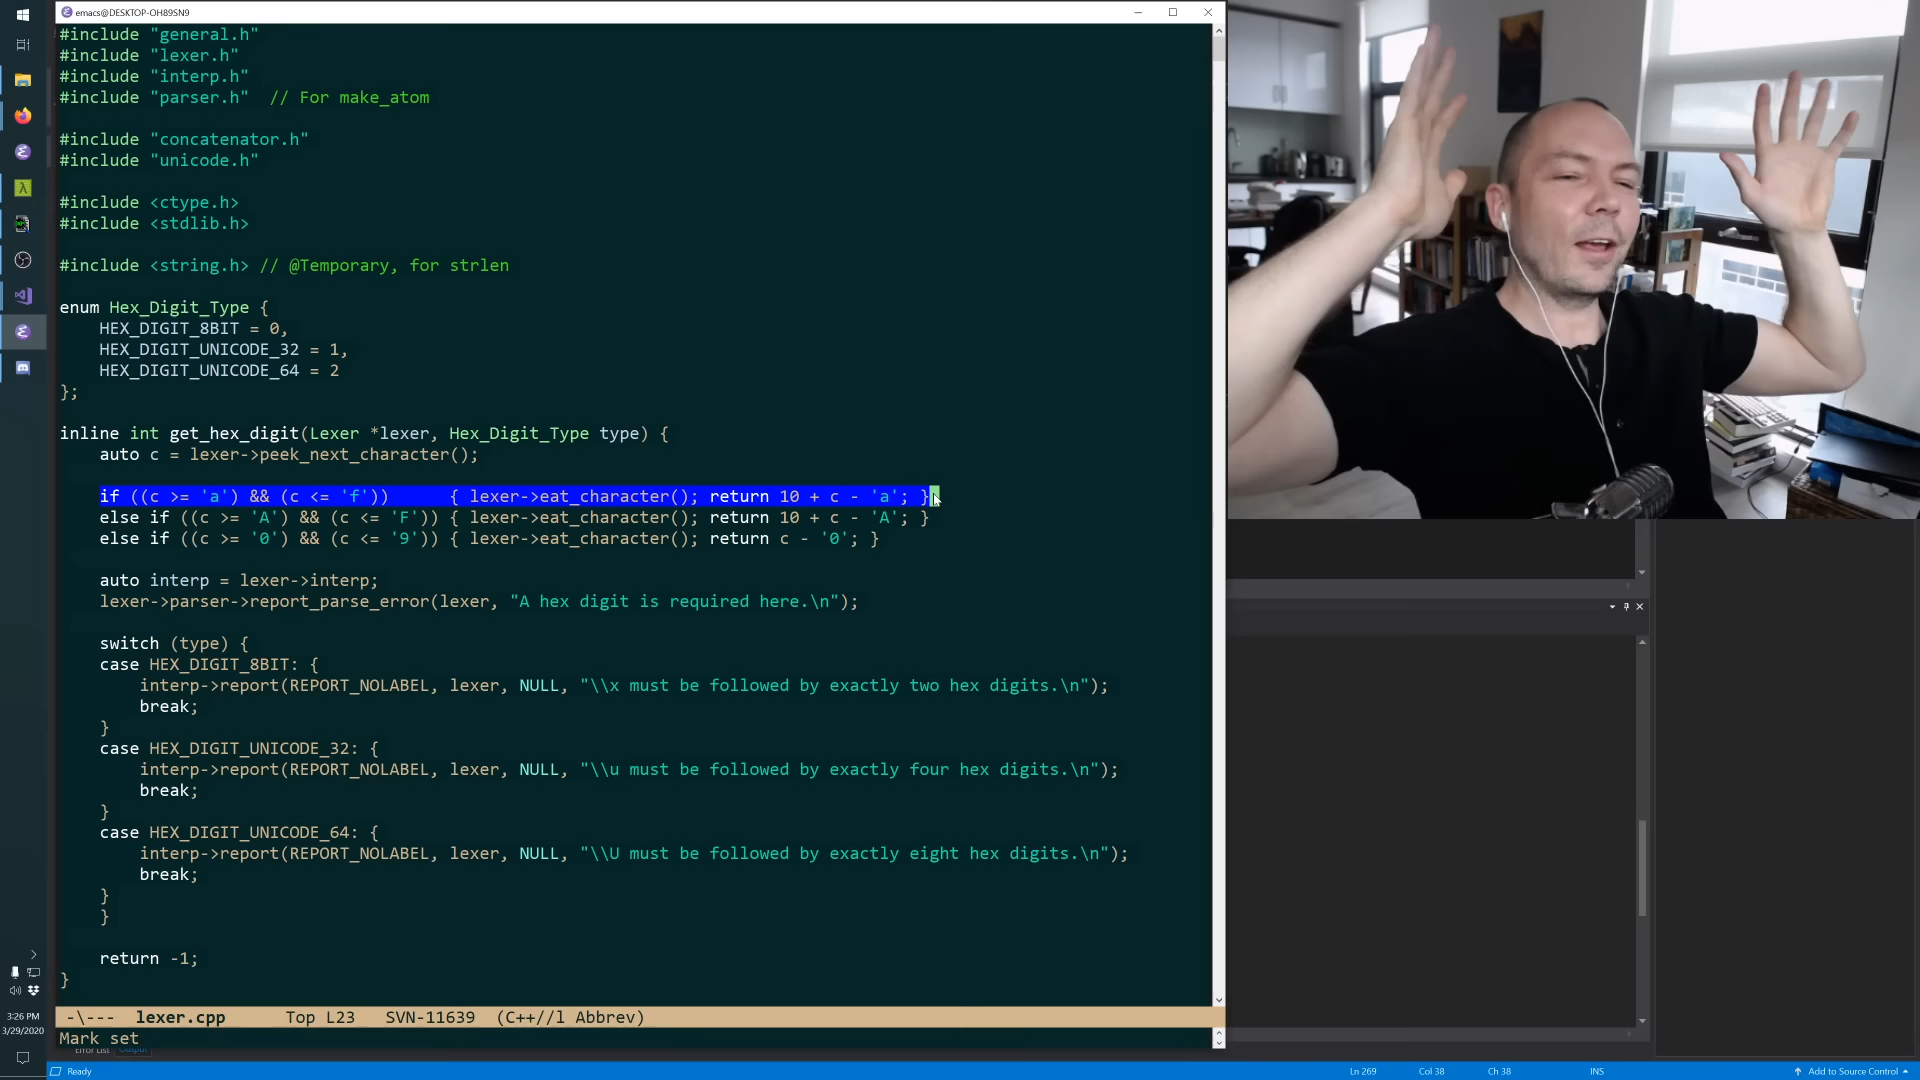 emacs@DESKTOP-OH89SN9
#include "general.h"
#include "lexer.h"
#include "interp.h"
#include "parser.h"  // For make_atom
#include "concatenator.h"
#include "unicode.h"
#include <ctype.h>
#include <stdlib.h>
#include <string.h> // @Temporary, for strlen
enum Hex_Digit_Type {
    HEX_DIGIT_8BIT = 0,
    HEX_DIGIT_UNICODE_32 = 1,
    HEX_DIGIT_UNICODE_64 = 2
};
inline int get_hex_digit(Lexer *lexer, Hex_Digit_Type type) {
    auto c = lexer->peek_next_character();
    if ((c >= 'a') && (c <= 'f'))      { lexer->eat_character(); return 10 + c - 'a'; }
    else if ((c >= 'A') && (c <= 'F')) { lexer->eat_character(); return 10 + c - 'A'; }
    else if ((c >= '0') && (c <= '9')) { lexer->eat_character(); return c - '0'; }
    auto interp = lexer->interp;
    lexer->parser->report_parse_error(lexer, "A hex digit is required here.\n");
    switch (type) {
    case HEX_DIGIT_8BIT: {
        interp->report(REPORT_NOLABEL, lexer, NULL, "\\x must be followed by exactly two hex digits.\n");
        break;
    }
    case HEX_DIGIT_UNICODE_32: {
        interp->report(REPORT_NOLABEL, lexer, NULL, "\\u must be followed by exactly four hex digits.\n");
        break;
    }
    case HEX_DIGIT_UNICODE_64: {
        interp->report(REPORT_NOLABEL, lexer, NULL, "\\U must be followed by exactly eight hex digits.\n");
        break;
    }
    }
    return -1;
}
-\---  lexer.cpp      Top L23   SVN-11639  (C++//l Abbrev)
Mark set
Error List Output
3:26 PM
3/29/2020
Ready Ln 269 Col 38 Ch 38 INS Add to Source Control